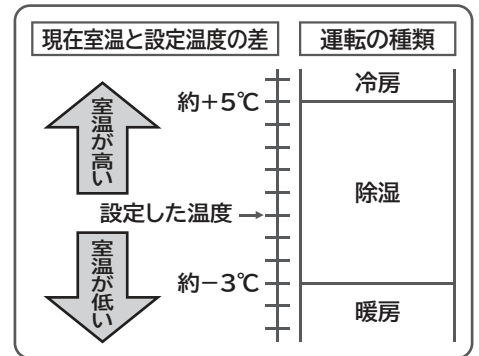 現在室温と設定温度の差
運転の種類
室温が高い
約+5℃
設定した温度
室温が低い
約−3℃
冷房
除湿
暖房